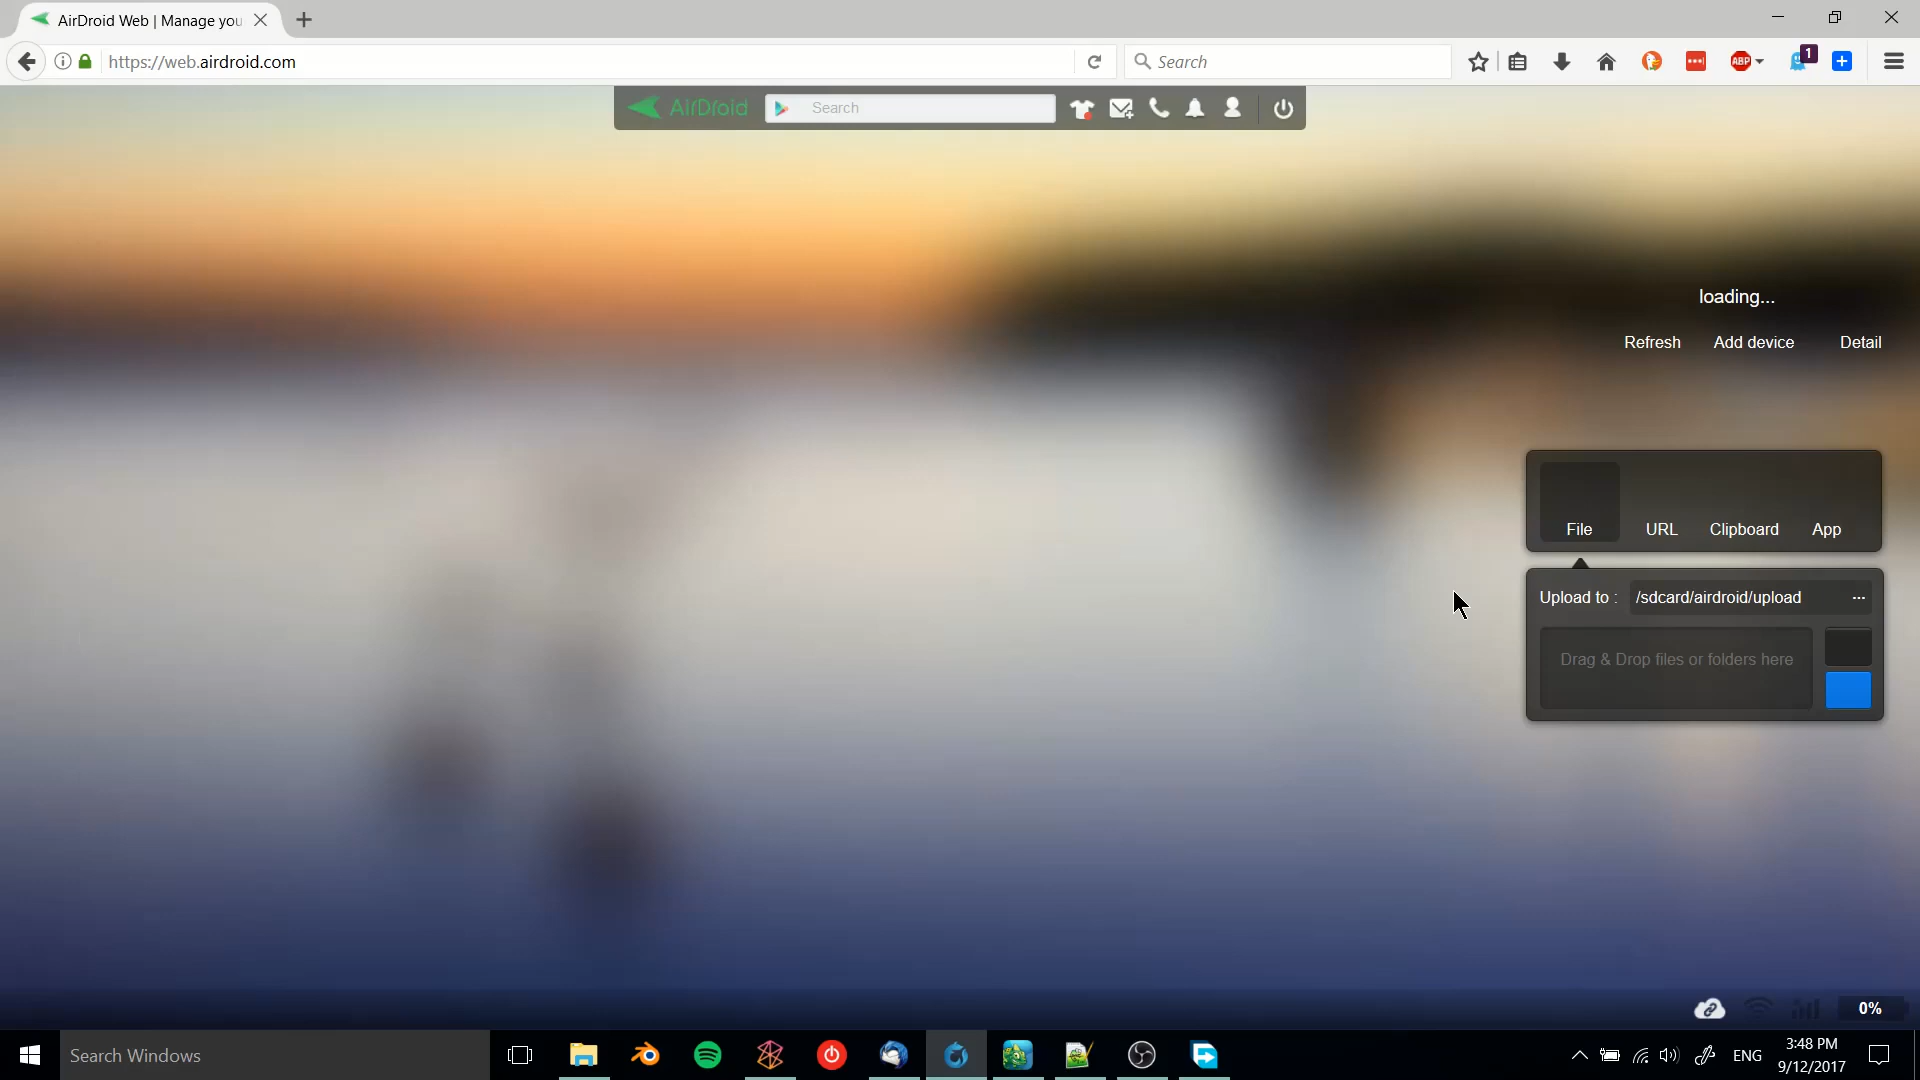 AirDroid Web | Manage you
https://web.airdroid.com
Search
ABP
1
AirDroid
Search
loading...
Refresh Add device Detail
File URL Clipboard App
Upload to : /sdcard/airdroid/upload ...
Drag & Drop files or folders here
0%
Search Windows
ENG
3:48 PM
9/12/2017